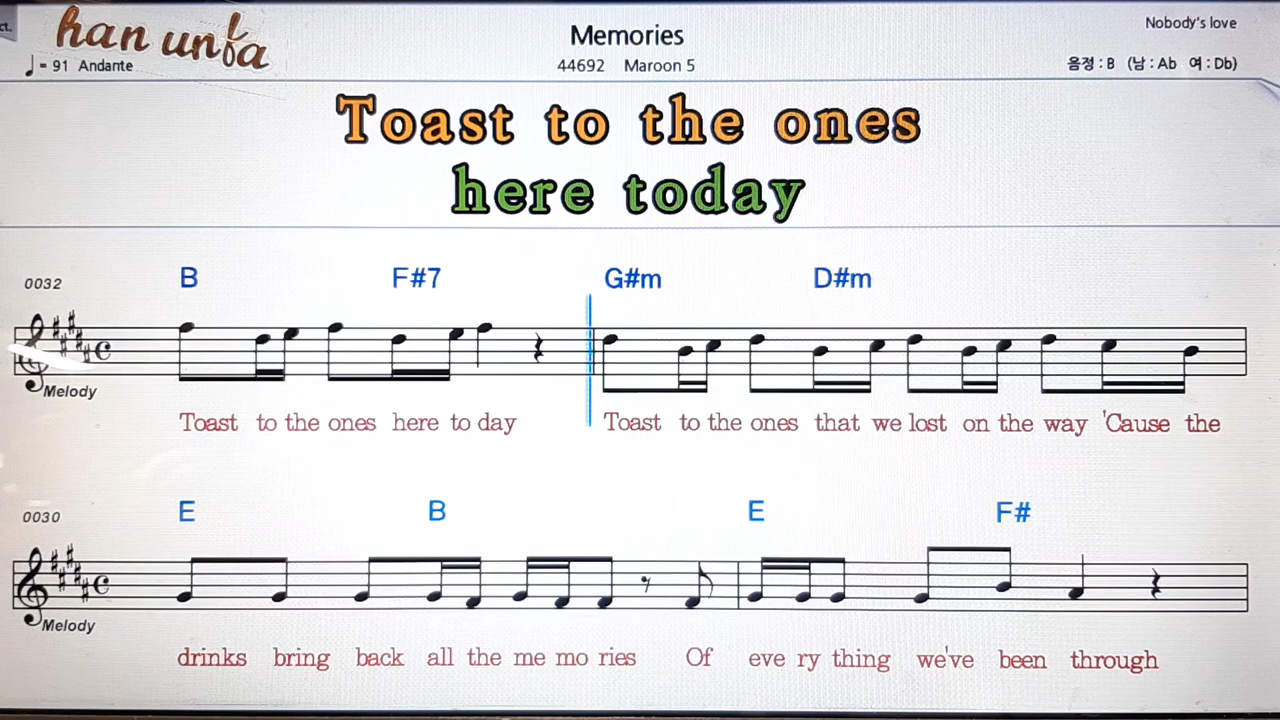 ct.
han unfa
Memories
Nobody's love
♩= 91 Andante
44692 Maroon 5
음정 : B (남 : Ab 여 : Db)
Toast to the ones
here today
0032
B F#7 G#m D#m
Melody
Toast to the ones here to day Toast to the ones that we lost on the way 'Cause the
0030
E B E F#
Melody
drinks bring back all the me mo ries Of eve ry thing we've been through